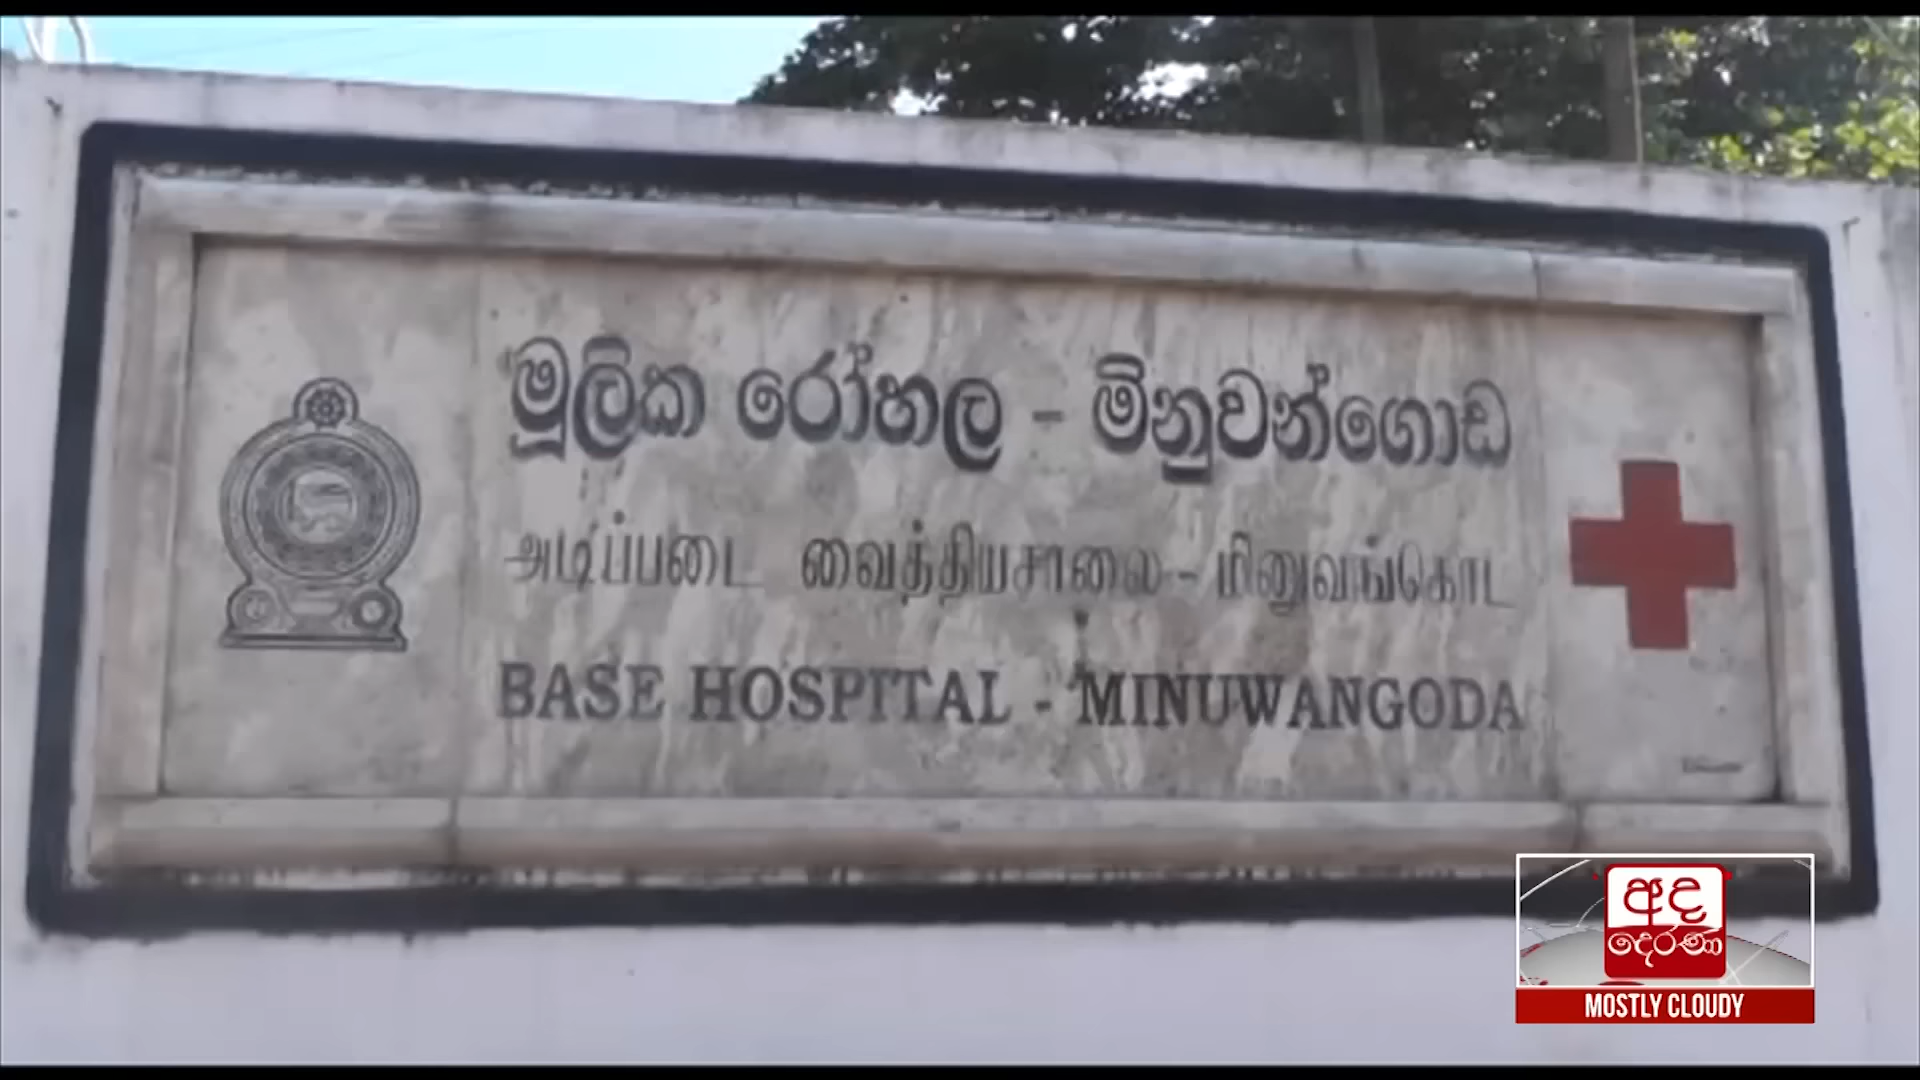 මූලික රෝහල - මිනුවන්ගොඩ
அடிப்படை வைத்தியசாலை - மினுவங்கொட
BASE HOSPITAL - MINUWANGODA
අද
දෙරණ
MOSTLY CLOUDY